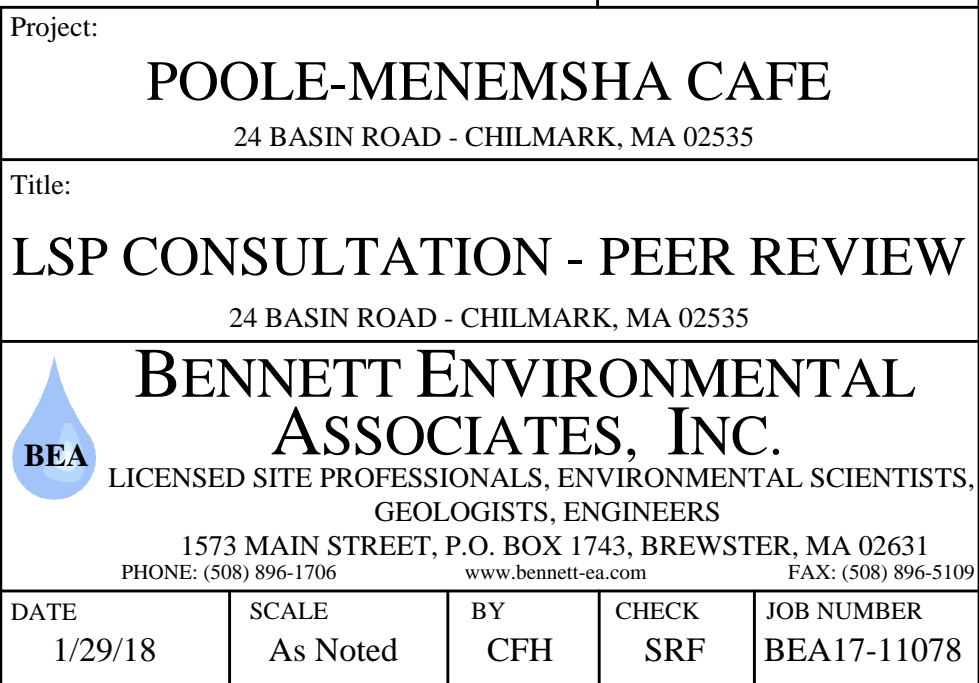 Project:
POOLE-MENEMSHA CAFE
24 BASIN ROAD - CHILMARK, MA 02535
Title:
LSP CONSULTATION - PEER REVIEW
24 BASIN ROAD - CHILMARK, MA 02535
BENNETT ENVIRONMENTAL
ASSOCIATES, INC.
BEA
LICENSED SITE PROFESSIONALS, ENVIRONMENTAL SCIENTISTS,
GEOLOGISTS, ENGINEERS
1573 MAIN STREET, P.O. BOX 1743, BREWSTER, MA 02631
PHONE: (508) 896-1706 www.bennett-ea.com FAX: (508) 896-5109
DATE SCALE BY CHECK JOB NUMBER
1/29/18 As Noted CFH SRF BEA17-11078